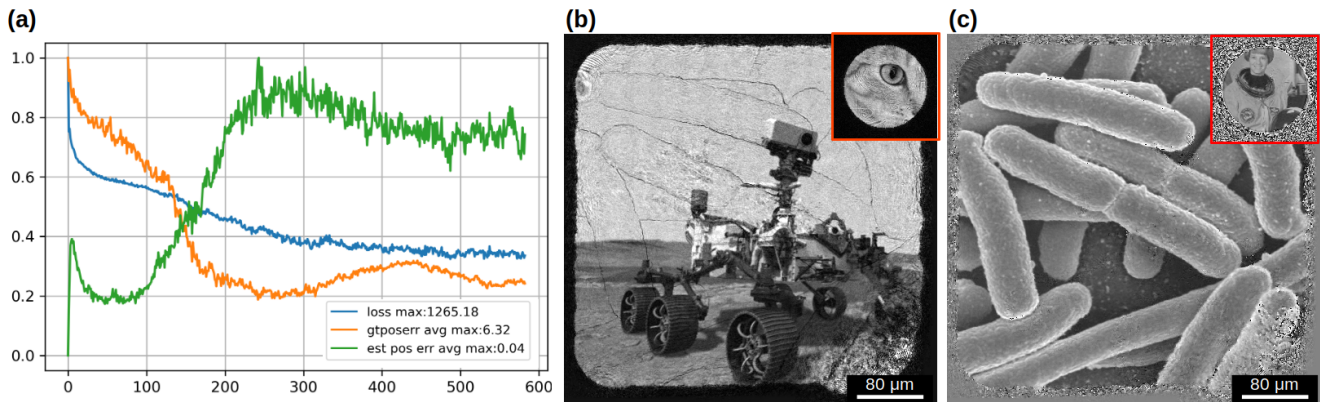 (a)
1.0
0.8
0.6
0.4
0.2
0.0
0
100
200
300
400
500
600
loss max:1265.18
gtposerr avg max:6.32
est pos err avg max:0.04
(b)
80 μm
(c)
80 μm